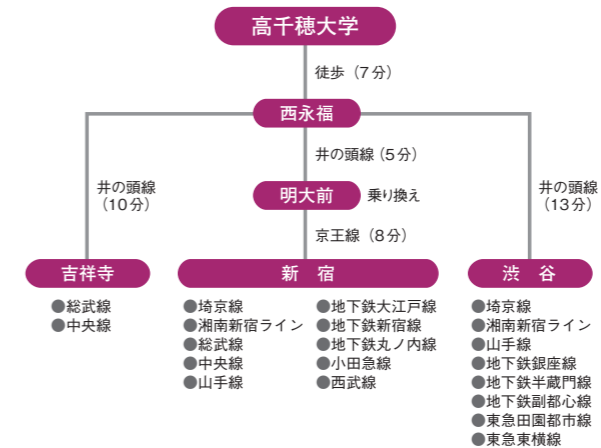 高千穂大学
徒歩（7分）
西永福
井の頭線（5分）
井の頭線
（10分）
明大前
乗り換え
井の頭線
（13分）
京王線（8分）
吉祥寺
●総武線
●中央線
新　宿
●埼京線
●湘南新宿ライン
●総武線
●中央線
●山手線
●地下鉄大江戸線
●地下鉄新宿線
●地下鉄丸ノ内線
●小田急線
●西武線
渋　谷
●埼京線
●湘南新宿ライン
●山手線
●地下鉄銀座線
●地下鉄半蔵門線
●地下鉄副都心線
●東急田園都市線
●東急東横線